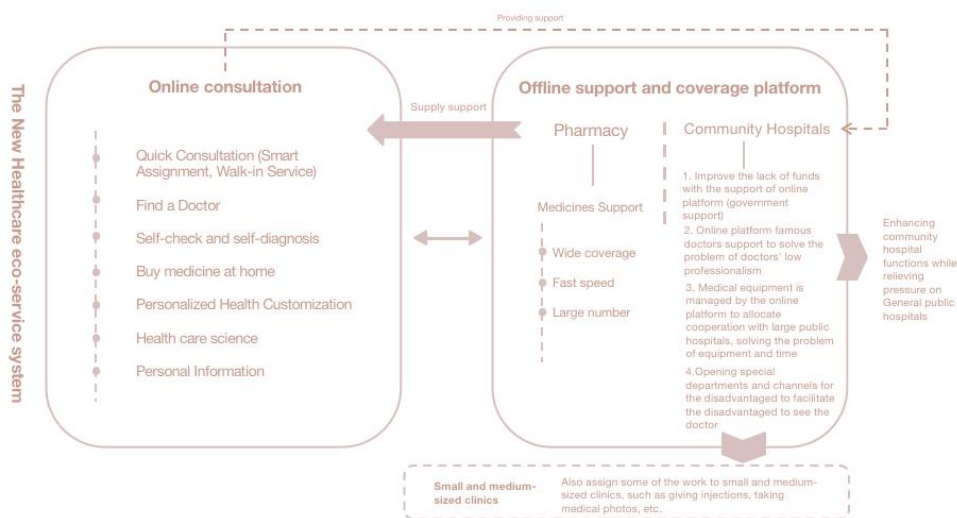 Providing support
The New Healthcare eco-service system
Online consultation
Quick Consultation (Smart
Assignment, Walk-in Service)
Find a Doctor
Self-check and self-diagnosis
Buy medicine at home
Personalized Health Customization
Health care science
Personal Information
Supply support
Offline support and coverage platform
Pharmacy
Medicines Support
Wide coverage
Fast speed
Large number
Community Hospitals
1. Improve the lack of funds
with the support of online
platform (government
support)
2. Online platform famous
doctors support to solve the
problem of doctors' low
professionalism
3. Medical equipment is
managed by the online
platform to allocate
cooperation with large public
hospitals, solving the problem
of equipment and time
4.Opening special
departments and channels for
the disadvantaged to facilitate
the disadvantaged to see the
doctor
Enhancing
community
hospital
functions while
relieving
pressure on
General public
hospitals
Small and medium-
sized clinics
Also assign some of the work to small and medium-
sized clinics, such as giving injections, taking
medical photos, etc.